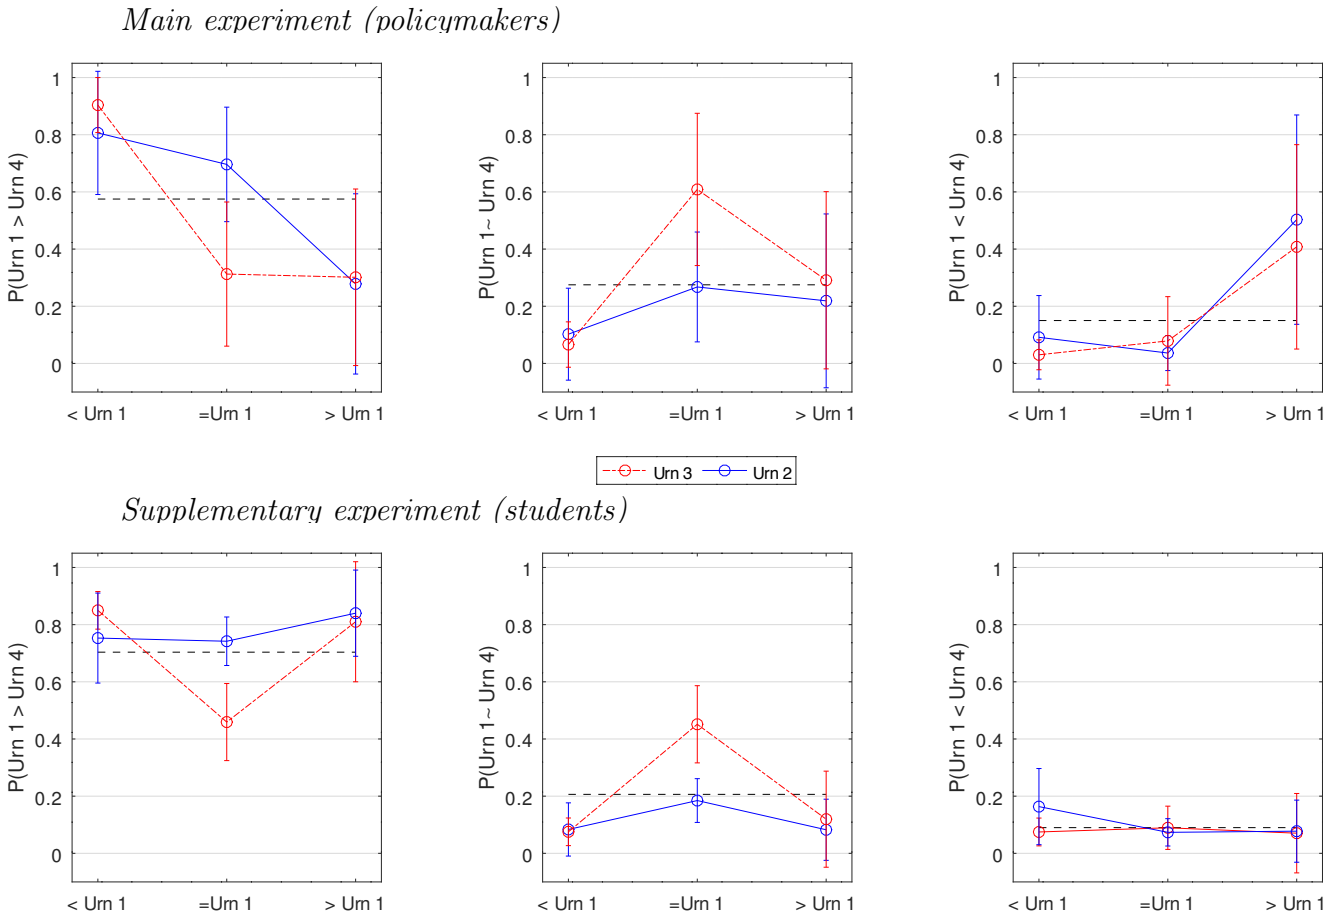 Main experiment (policymakers)
P(Urn 1 > Urn 4)
1
0.8
0.6
0.4
0.2
0
< Urn 1 =Urn 1 > Urn 1
P(Urn 1~ Urn 4)
1
0.8
0.6
0.4
0.2
0
< Urn 1 =Urn 1 > Urn 1
P(Urn 1 < Urn 4)
1
0.8
0.6
0.4
0.2
0
< Urn 1 =Urn 1 > Urn 1
Urn 3 Urn 2
Supplementary experiment (students)
P(Urn 1 > Urn 4)
1
0.8
0.6
0.4
0.2
0
< Urn 1 =Urn 1 > Urn 1
P(Urn 1~ Urn 4)
1
0.8
0.6
0.4
0.2
0
< Urn 1 =Urn 1 > Urn 1
P(Urn 1 < Urn 4)
1
0.8
0.6
0.4
0.2
0
< Urn 1 =Urn 1 > Urn 1